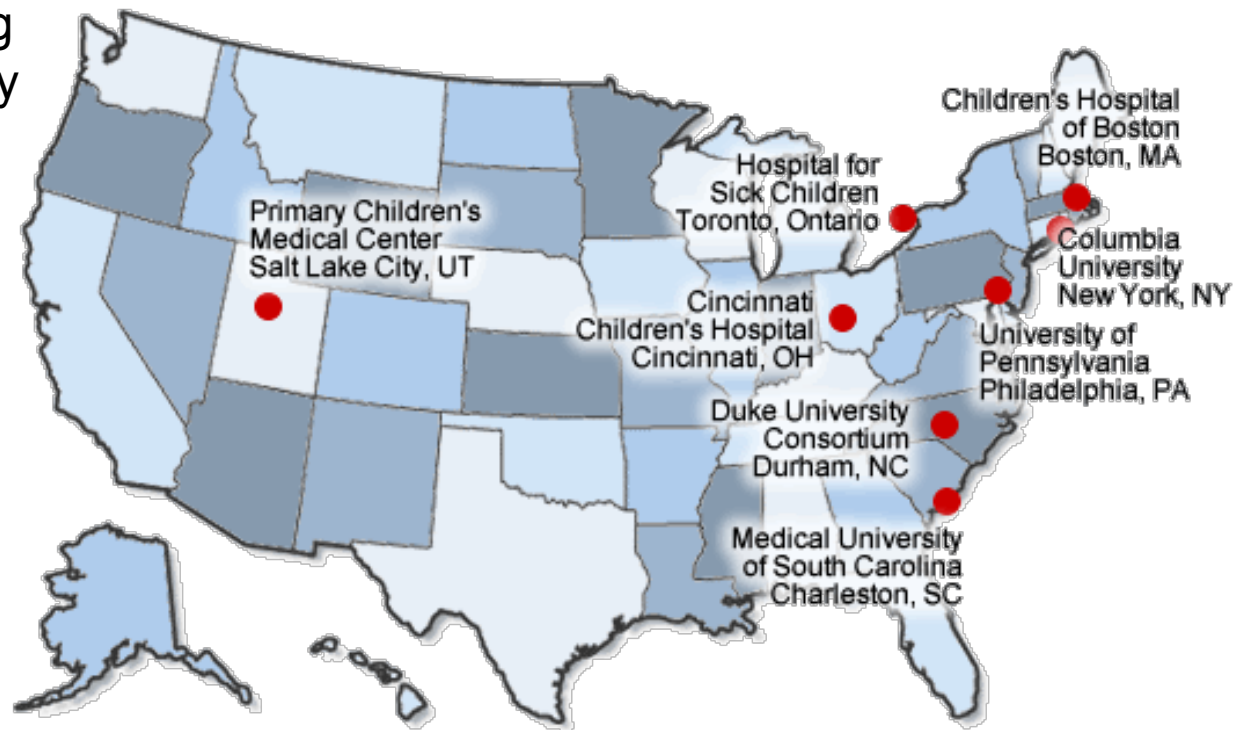 g
y
Children's Hospital
of Boston
Boston, MA
Hospital for
Sick Children
Toronto, Ontario
Primary Children's
Medical Center
Salt Lake City, UT
Columbia
University
New York, NY
Cincinnati
Children's Hospital
Cincinnati, OH
University of
Pennsylvania
Philadelphia, PA
Duke University
Consortium
Durham, NC
Medical University
of South Carolina
Charleston, SC